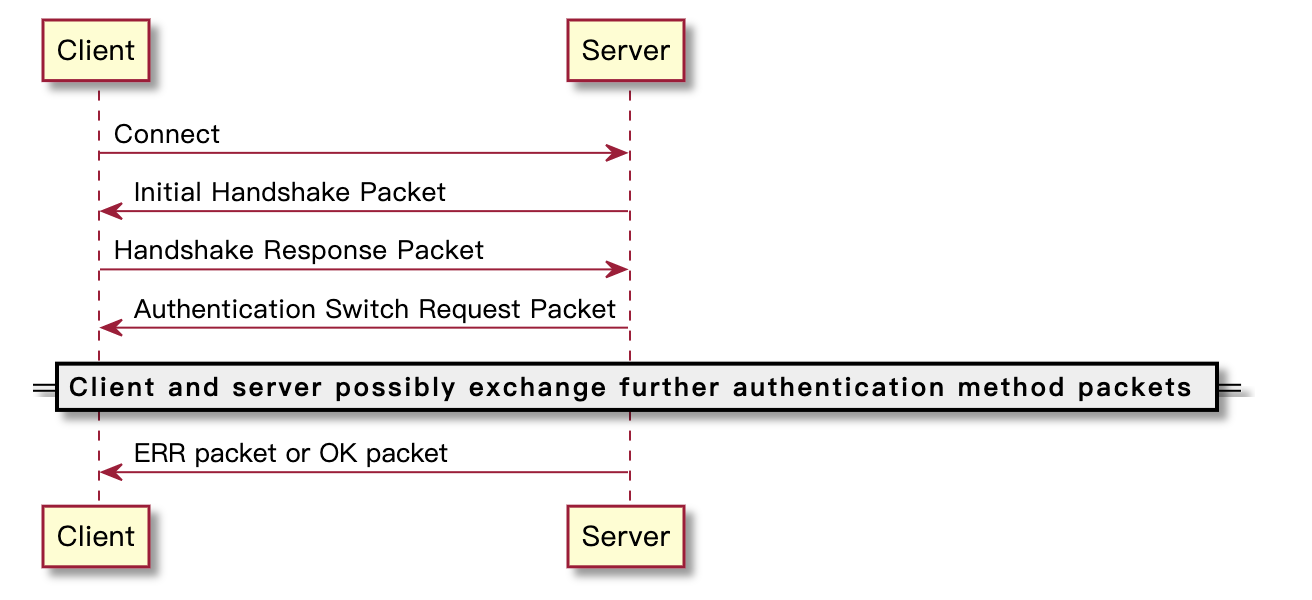 Client
Server
Connect
Initial Handshake Packet
Handshake Response Packet
Authentication Switch Request Packet
Client and server possibly exchange further authentication method packets
ERR packet or OK packet
Client
Server